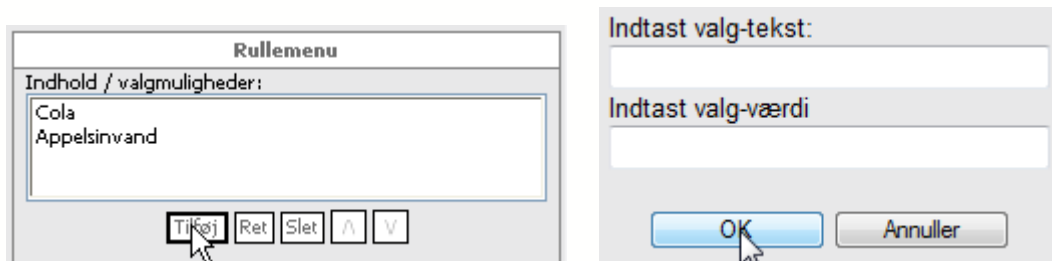 Rullemenu
Indhold / valgmuligheder:
Cola
Appelsinvand
Tilføj Ret Slet Λ V
Indtast valg-tekst:
Indtast valg-værdi
OK Annuller